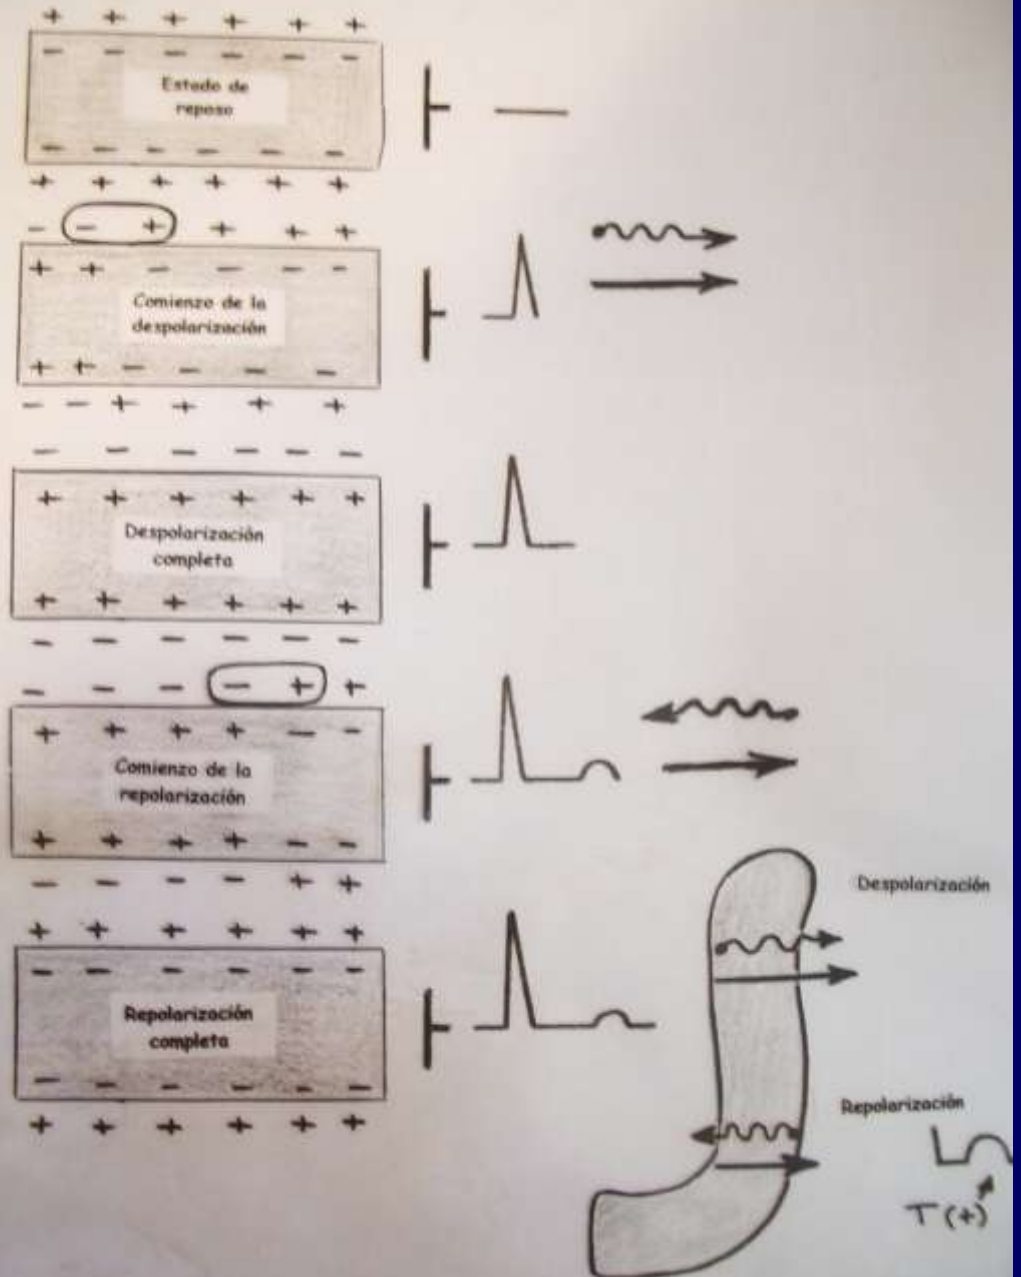 + + + + + +
− − − − − −
Estado de
reposo
− − − − − −
+ + + + + +
− − + + + +
+ + − − − −
Comienzo de la
despolarización
+ + − − − −
− − + + + +
− − − − − −
+ + + + + +
Despolarización
completa
+ + + + + +
− − − − − −
− − − − + +
+ + + + − −
Comienzo de la
repolarización
+ + + + − −
− − − − + +
+ + + + + +
− − − − − −
Repolarización
completa
− − − − − −
+ + + + + +
Despolarización
Repolarización
T (+)